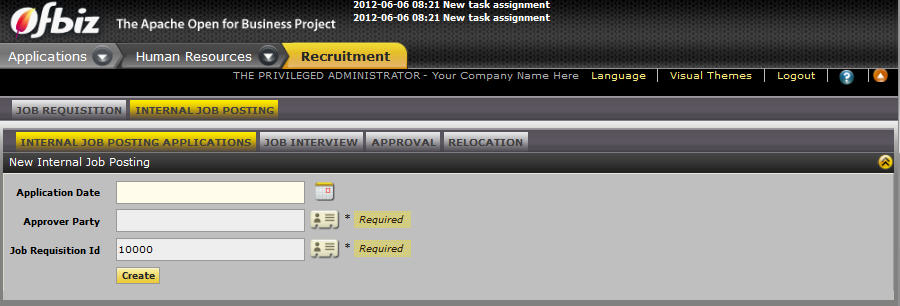 2012-06-06 08:21 New task assignment
Ofbiz The Apache Open for Business Project
2012-06-06 08:21 New task assignment
Applications Human Resources Recruitment
THE PRIVILEGED ADMINISTRATOR - Your Company Name Here Language Visual Themes Logout ?
JOB REQUISITION INTERNAL JOB POSTING
INTERNAL JOB POSTING APPLICATIONS JOB INTERVIEW APPROVAL RELOCATION
New Internal Job Posting
Application Date
Approver Party * Required
Job Requisition Id 10000 * Required
Create